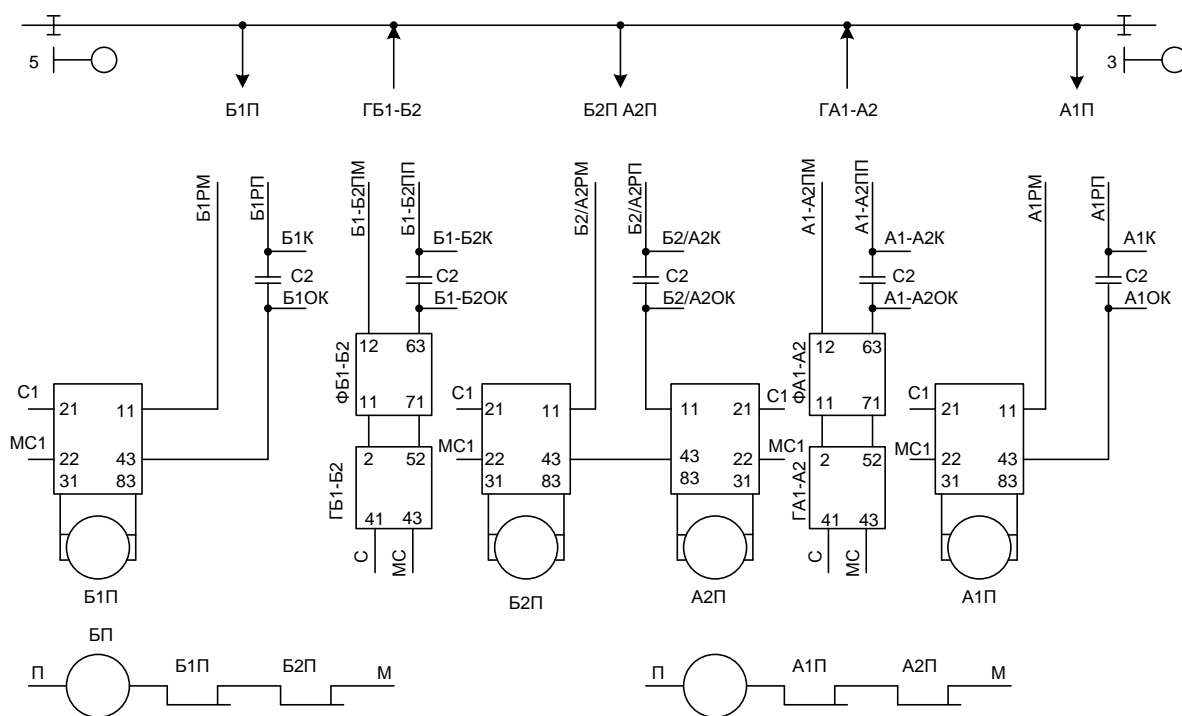 5
3
Б1П
ГБ1-Б2
Б2П А2П
ГА1-А2
А1П
Б1РМ
Б1РП
Б1-Б2ПМ
Б1-Б2ПП
Б2/А2РМ
Б2/А2РП
А1-А2ПМ
А1-А2ПП
А1РМ
А1РП
Б1К
Б1-Б2К
Б2/А2К
А1-А2К
А1К
С2
С2
С2
С2
С2
Б1ОК
Б1-Б2ОК
Б2/А2ОК
А1-А2ОК
А1ОК
ФБ1-Б2
12 63
11 71
ФА1-А2
12 63
11 71
С1
21 11
МС1
22 43
31 83
Б1П
ГБ1-Б2
2 52
41 43
С
МС
С1
21 11
МС1
22 43
31 83
Б2П
11 21
С1
43 22
МС1
83 31
А2П
ГА1-А2
2 52
41 43
С
МС
С1
21 11
МС1
22 43
31 83
А1П
БП
П
Б1П
Б2П
М
П
А1П
А2П
М